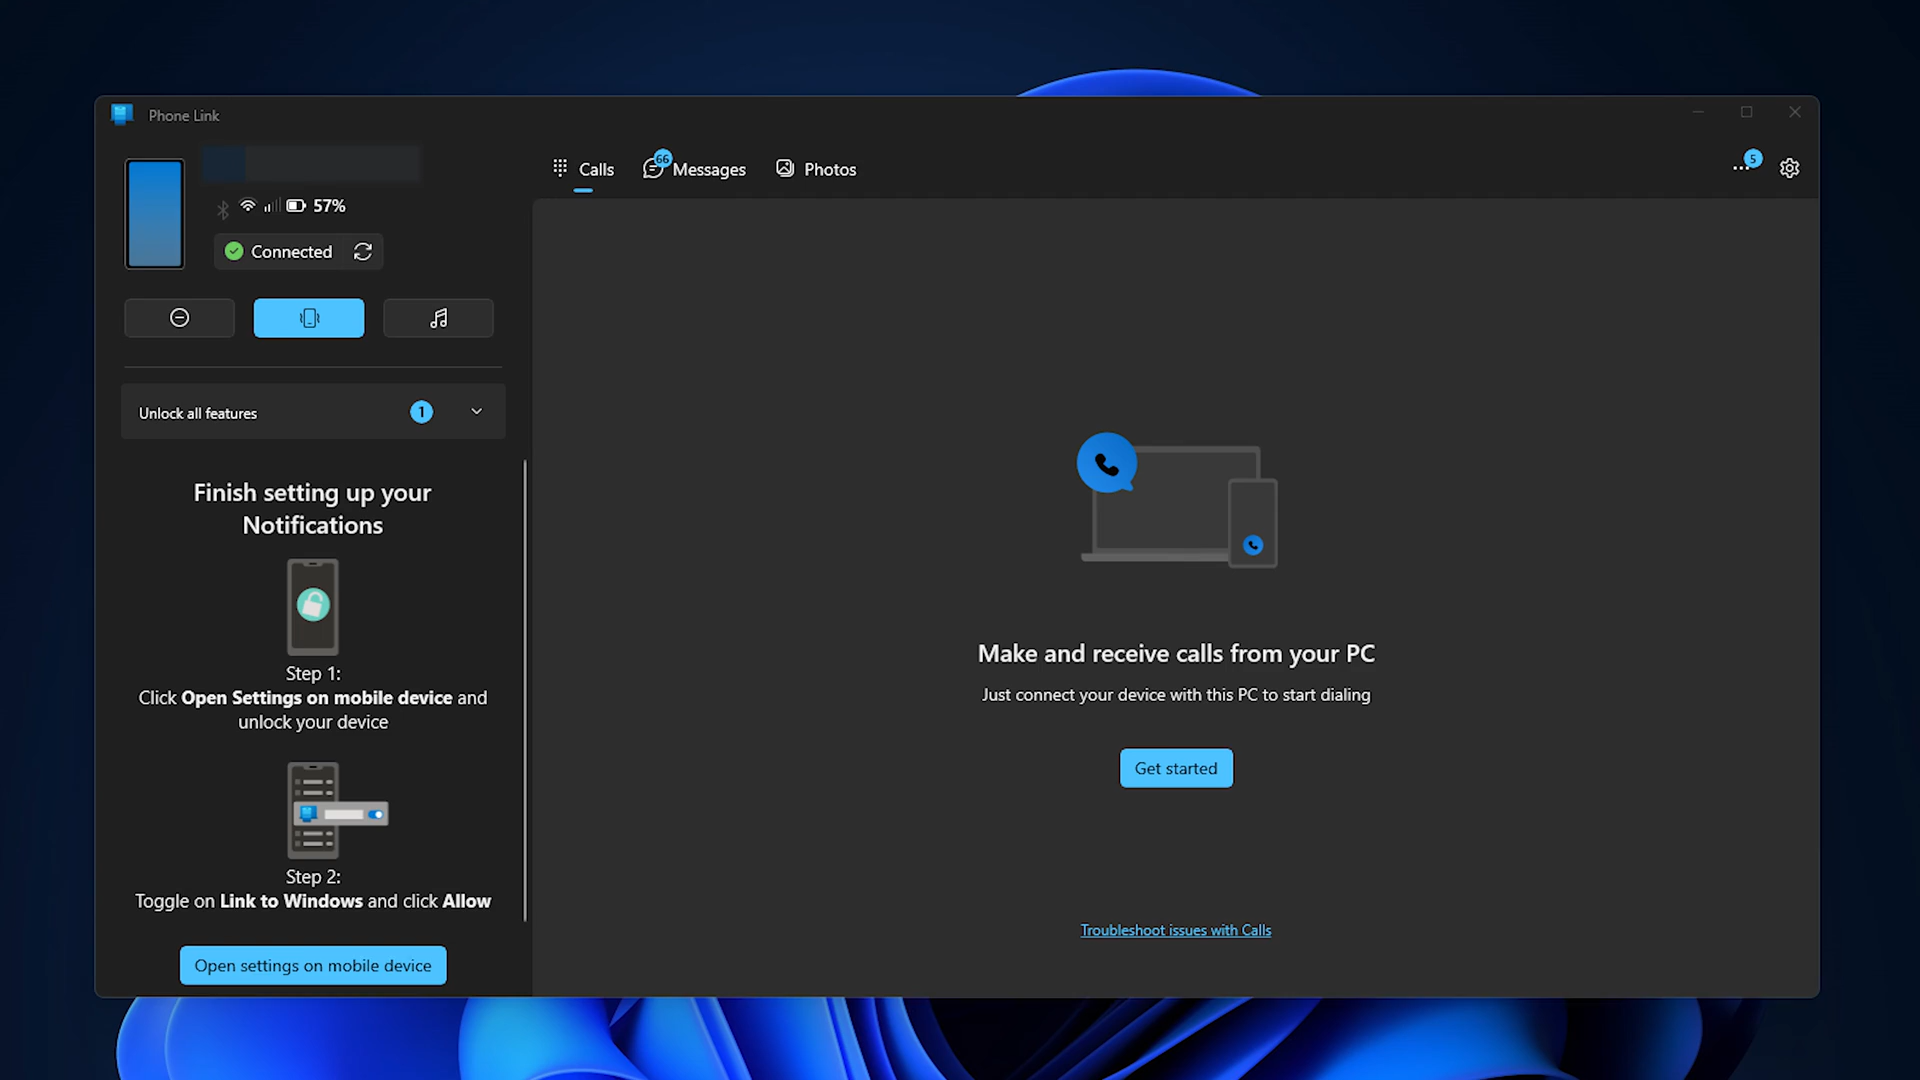 Phone Link
57%
Connected
Unlock all features 1
Finish setting up your
Notifications
Step 1:
Click Open Settings on mobile device and
unlock your device
Step 2:
Toggle on Link to Windows and click Allow
Open settings on mobile device
Calls
66
Messages
Photos
5
Make and receive calls from your PC
Just connect your device with this PC to start dialing
Get started
Troubleshoot issues with Calls